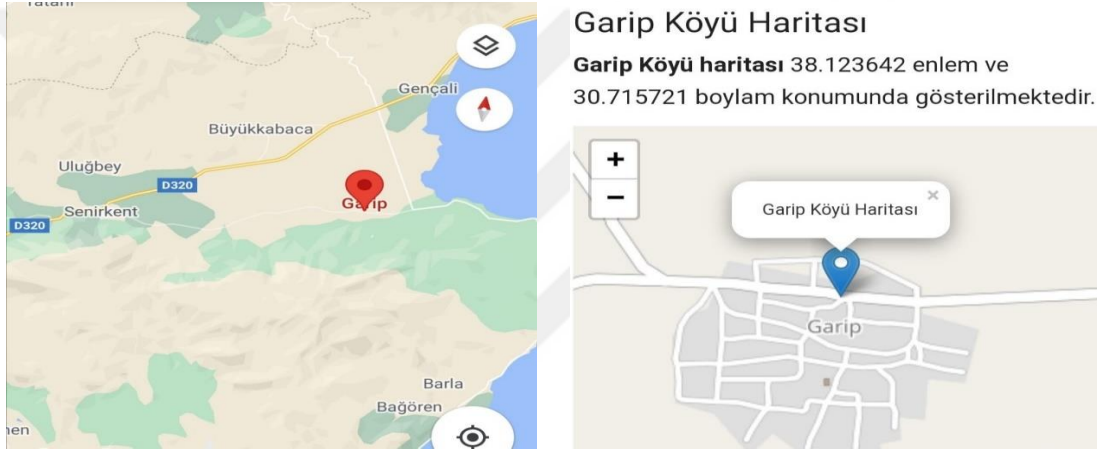 Gençali
Büyükkabaca
Uluğbey
D320
Garip
Senirkent
D320
Barla
Bağören
Garip Köyü Haritası
Garip Köyü haritası 38.123642 enlem ve
30.715721 boylam konumunda gösterilmektedir.
+
−
Garip Köyü Haritası ×
Garip